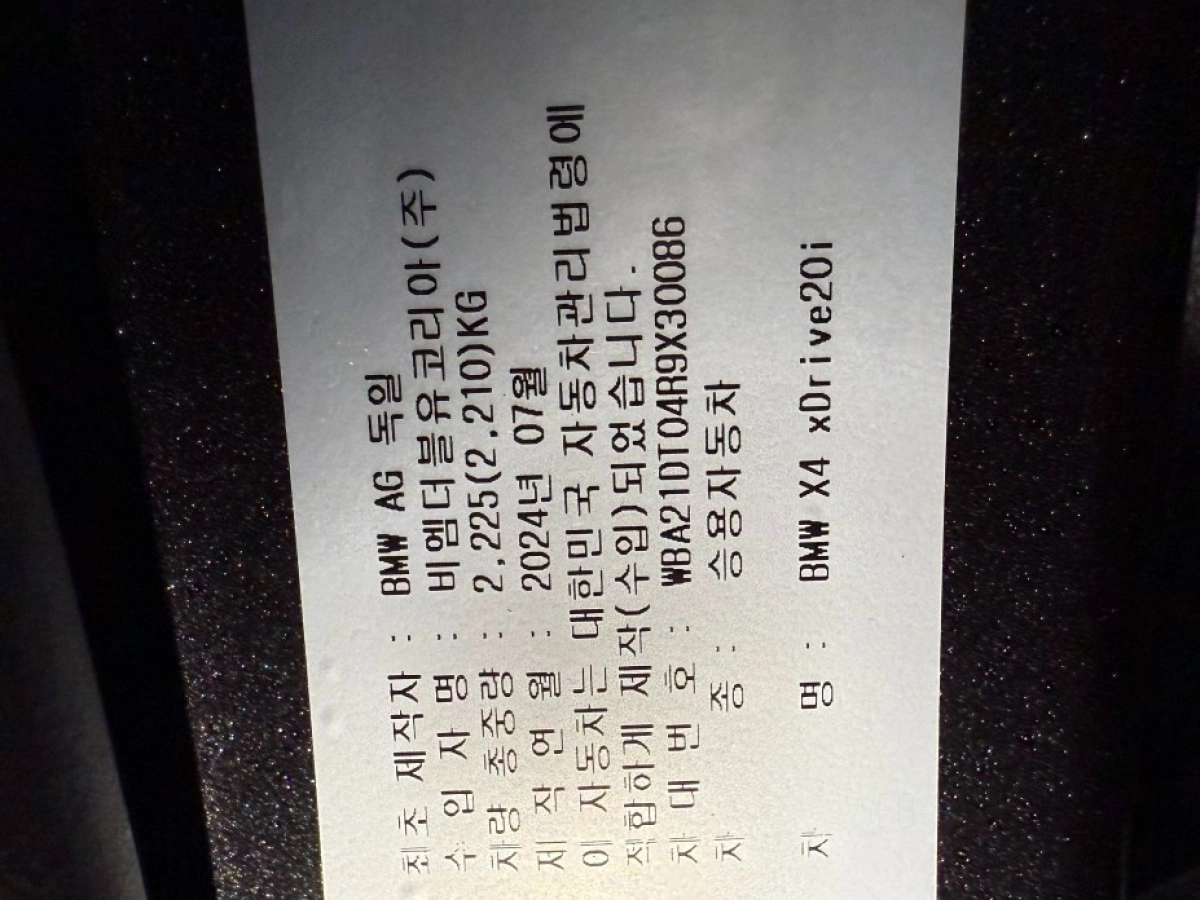 최초 제작자 : BMW AG 독일
수 입 자 명 : 비엠더블유코리아(주)
차량 총중량 : 2,225(2,210)KG
제 작 연 월 : 2024년 07월
이 자동차는 대한민국 자동차관리법령에
적합하게 제작(수입)되었습니다.
차 대 번 호 : WBA21DT04R9X30086
차 종 : 승용자동차
차 명 : BMW X4 xDrive20i